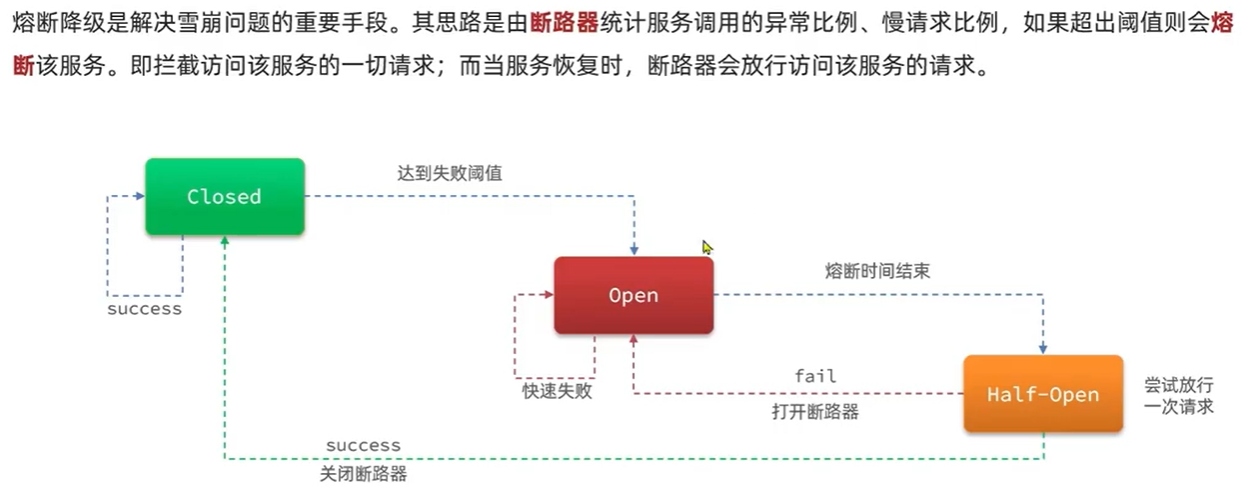 熔断降级是解决雪崩问题的重要手段。其思路是由断路器统计服务调用的异常比例、慢请求比例，如果超出阈值则会熔
断该服务。即拦截访问该服务的一切请求；而当服务恢复时，断路器会放行访问该服务的请求。
达到失败阈值
Closed
success
熔断时间结束
Open
快速失败
fail
打开断路器
Half-Open
尝试放行
一次请求
success
关闭断路器